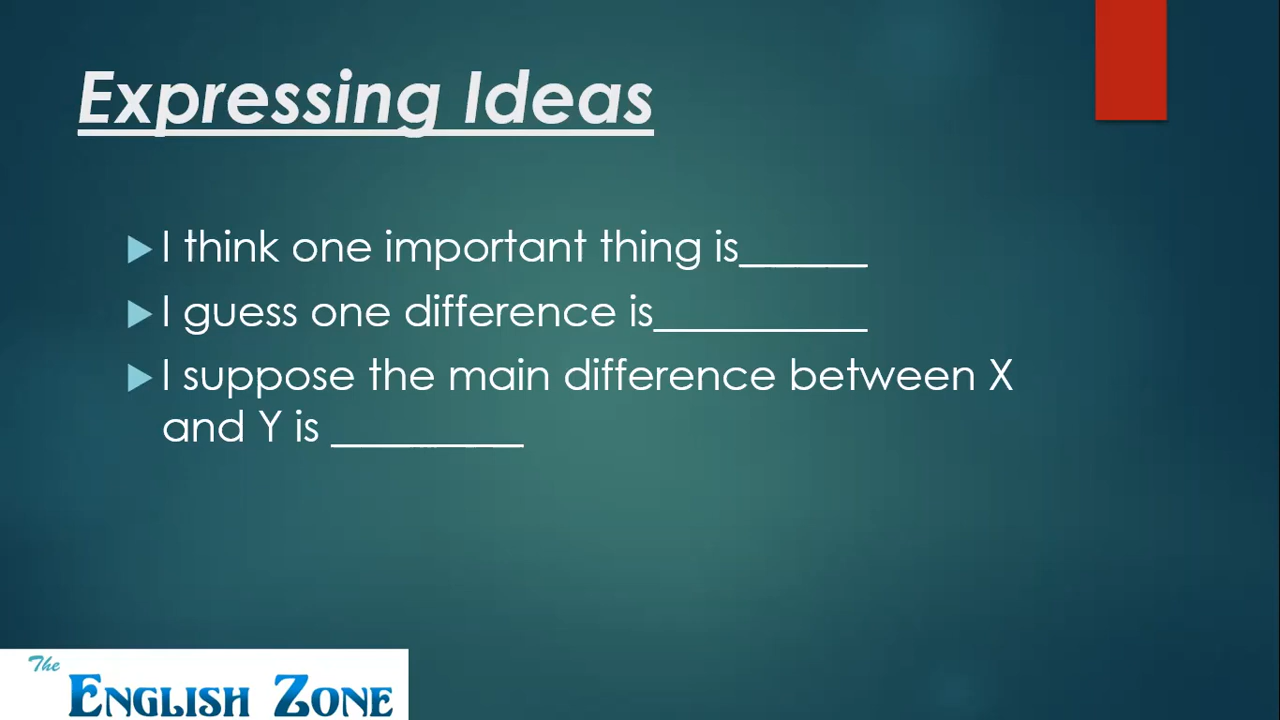 Expressing Ideas
I think one important thing is______
I guess one difference is__________
I suppose the main difference between X
and Y is _________
The
ENGLISH ZONE